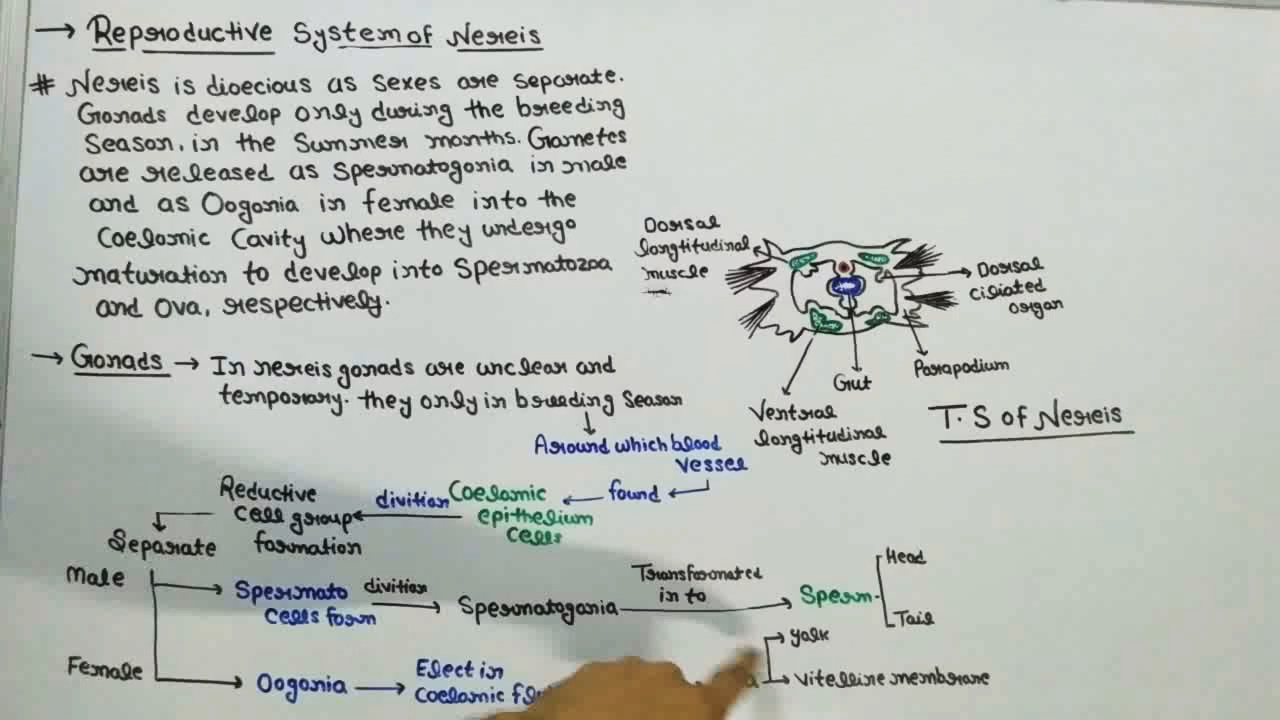 → Reproductive System of Nereis
# Nereis is dioecious as sexes are separate.
Gonads develop only during the breeding
Season, in the Summer months. Gametes
are released as Spermatogonia in male
and as Oogonia in female into the
Coelomic Cavity where they undergo
maturation to develop into Spermatozoa
and Ova, respectively.
Dorsal
longtitudinal
muscle
Dorsal
ciliated
organ
Parapodium
Gut
Ventral
longtitudinal
muscle
T.S of Nereis
→ Gonads → In nereis gonads are unclear and
temporary. they only in breeding Season
Around which blood
vessel
found
Coelomic
epithelium
cells
divition
Reductive
cell group
formation
Separate
Male
Spermato
cells form
divition
Spermatogonia
Transformated
in to
Sperm
Head
Tail
Female
Oogonia
Elect in
Coelomic
yalk
vitelline membrane